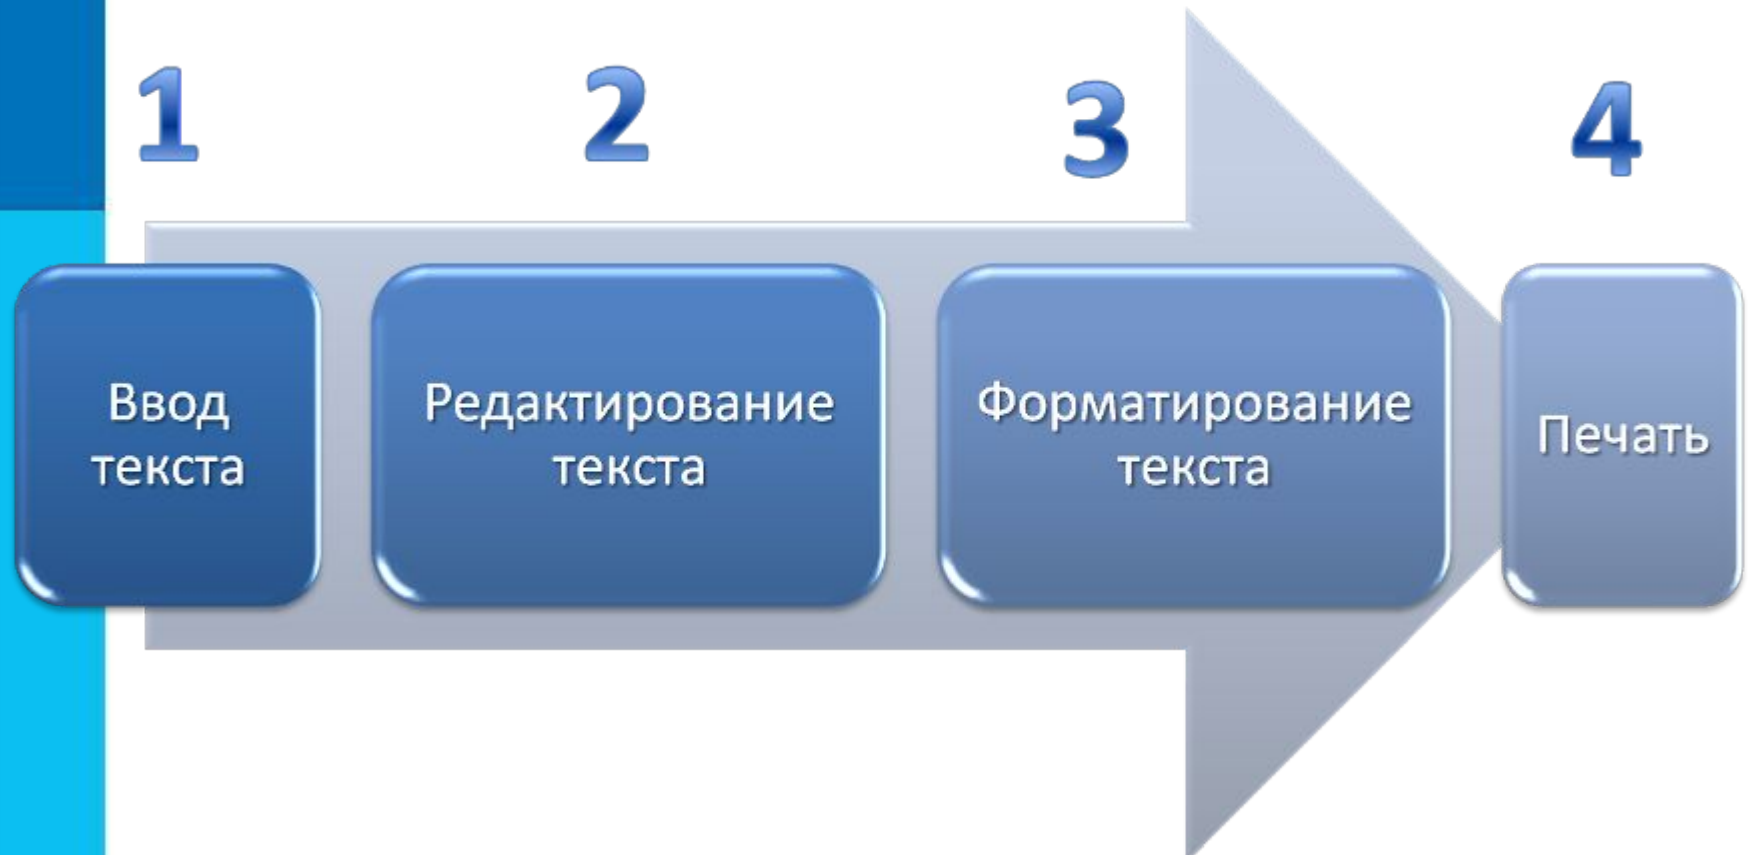 1
2
3
4
Ввод
текста
Редактирование
текста
Форматирование
текста
Печать